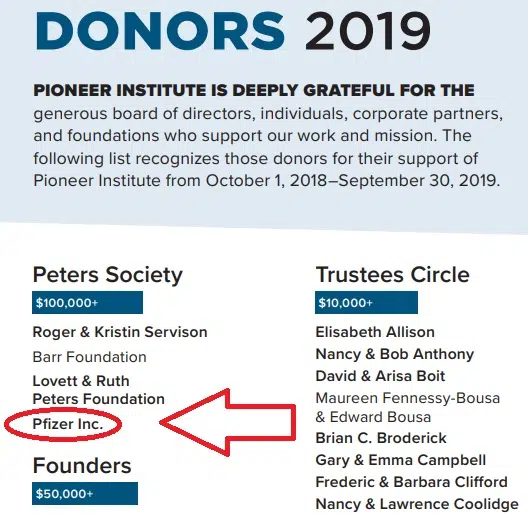 DONORS 2019
PIONEER INSTITUTE IS DEEPLY GRATEFUL FOR THE
generous board of directors, individuals, corporate partners,
and foundations who support our work and mission. The
following list recognizes those donors for their support of
Pioneer Institute from October 1, 2018–September 30, 2019.
Peters Society
$100,000+
Roger & Kristin Servison
Barr Foundation
Lovett & Ruth
Peters Foundation
Pfizer Inc.
Founders
$50,000+
Trustees Circle
$10,000+
Elisabeth Allison
Nancy & Bob Anthony
David & Arisa Boit
Maureen Fennessy-Bousa
& Edward Bousa
Brian C. Broderick
Gary & Emma Campbell
Frederic & Barbara Clifford
Nancy & Lawrence Coolidge